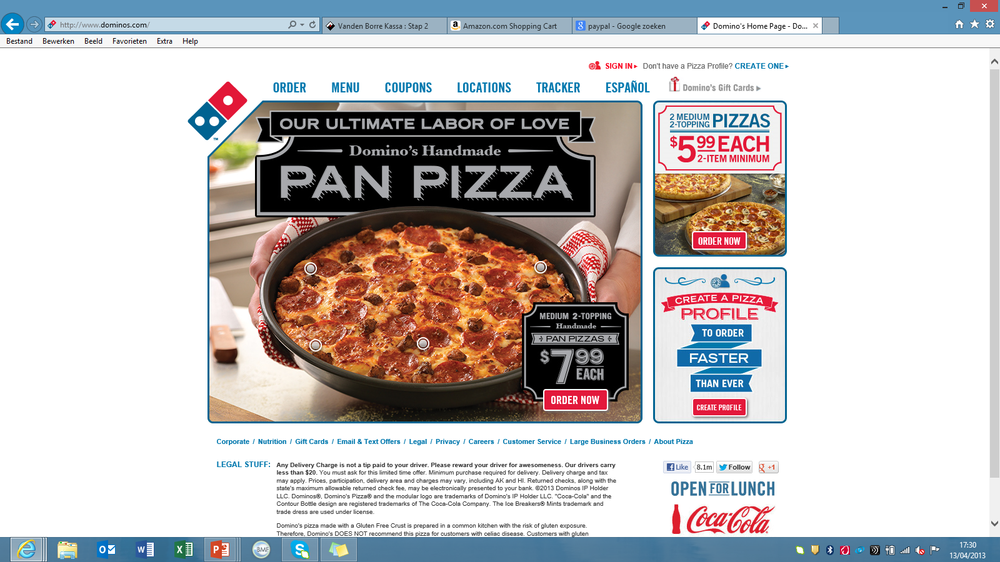 http://www.dominos.com/
Vanden Borre Kassa : Stap 2
Amazon.com Shopping Cart
paypal - Google zoeken
Domino's Home Page - Do...
Bestand Bewerken Beeld Favorieten Extra Help
SIGN IN Don't have a Pizza Profile? CREATE ONE
ORDER MENU COUPONS LOCATIONS TRACKER ESPAÑOL Domino's Gift Cards
TM
OUR ULTIMATE LABOR OF LOVE
Domino's Handmade
PAN PIZZA
MEDIUM 2-TOPPING
Handmade
PAN PIZZAS
$7.99
EACH
ORDER NOW
2 MEDIUM
2-TOPPING PIZZAS
$5.99 EACH
2-ITEM MINIMUM
ORDER NOW
CREATE A PIZZA
PROFILE
TO ORDER
FASTER
THAN EVER
CREATE PROFILE
Corporate / Nutrition / Gift Cards / Email & Text Offers / Legal / Privacy / Careers / Customer Service / Large Business Orders / About Pizza
LEGAL STUFF: Any Delivery Charge is not a tip paid to your driver. Please reward your driver for awesomeness. Our drivers carry
less than $20. You must ask for this limited time offer. Minimum purchase required for delivery. Delivery charge and tax
may apply. Prices, participation, delivery area and charges may vary, including AK and HI. Returned checks, along with the
state's maximum allowable returned check fee, may be electronically presented to your bank. ©2013 Dominos IP Holder
LLC. Dominos®, Domino's Pizza® and the modular logo are trademarks of Domino's IP Holder LLC. "Coca-Cola" and the
Contour Bottle design are registered trademarks of The Coca-Cola Company. The Ice Breakers® Mints trademark and
trade dress are used under license.
Domino's pizza made with a Gluten Free Crust is prepared in a common kitchen with the risk of gluten exposure.
Therefore, Domino's DOES NOT recommend this pizza for customers with celiac disease. Customers with gluten
Like 8.1m Follow +1
OPEN FOR LUNCH
Coca-Cola
BMF
17:30
13/04/2013